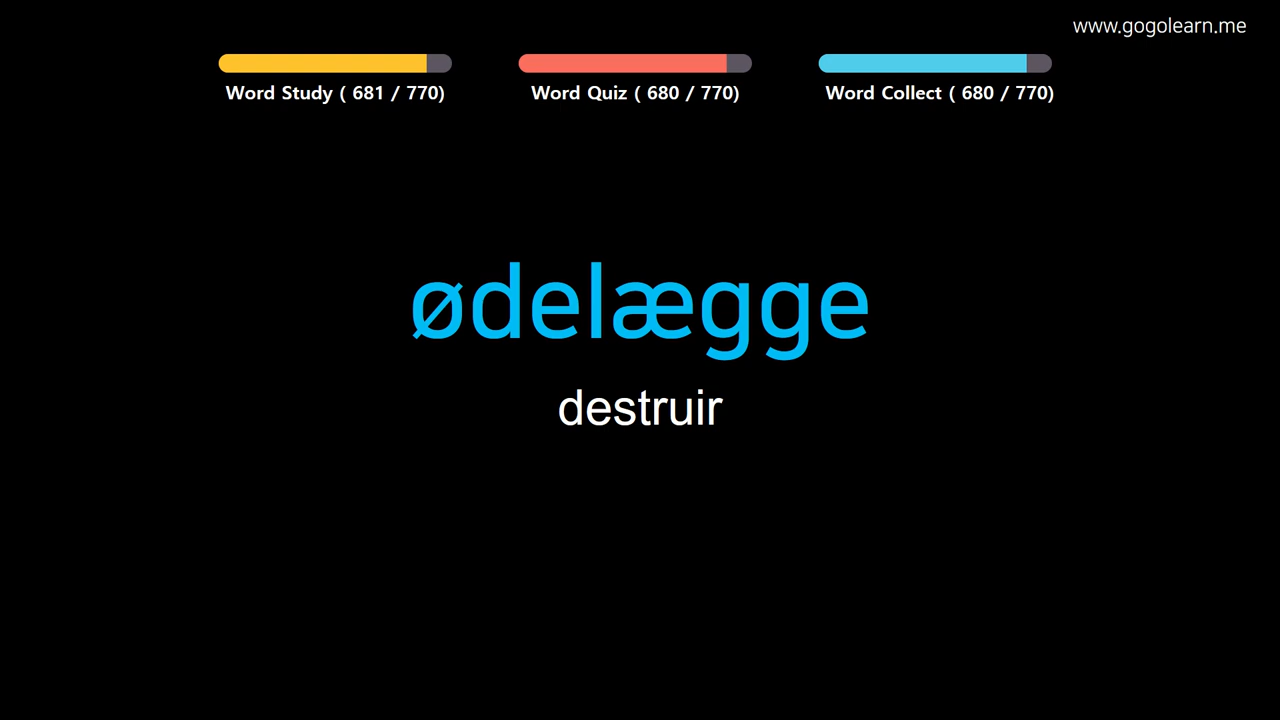 www.gogolearn.me
Word Study ( 681 / 770)
Word Quiz ( 680 / 770)
Word Collect ( 680 / 770)
ødelægge
destruir